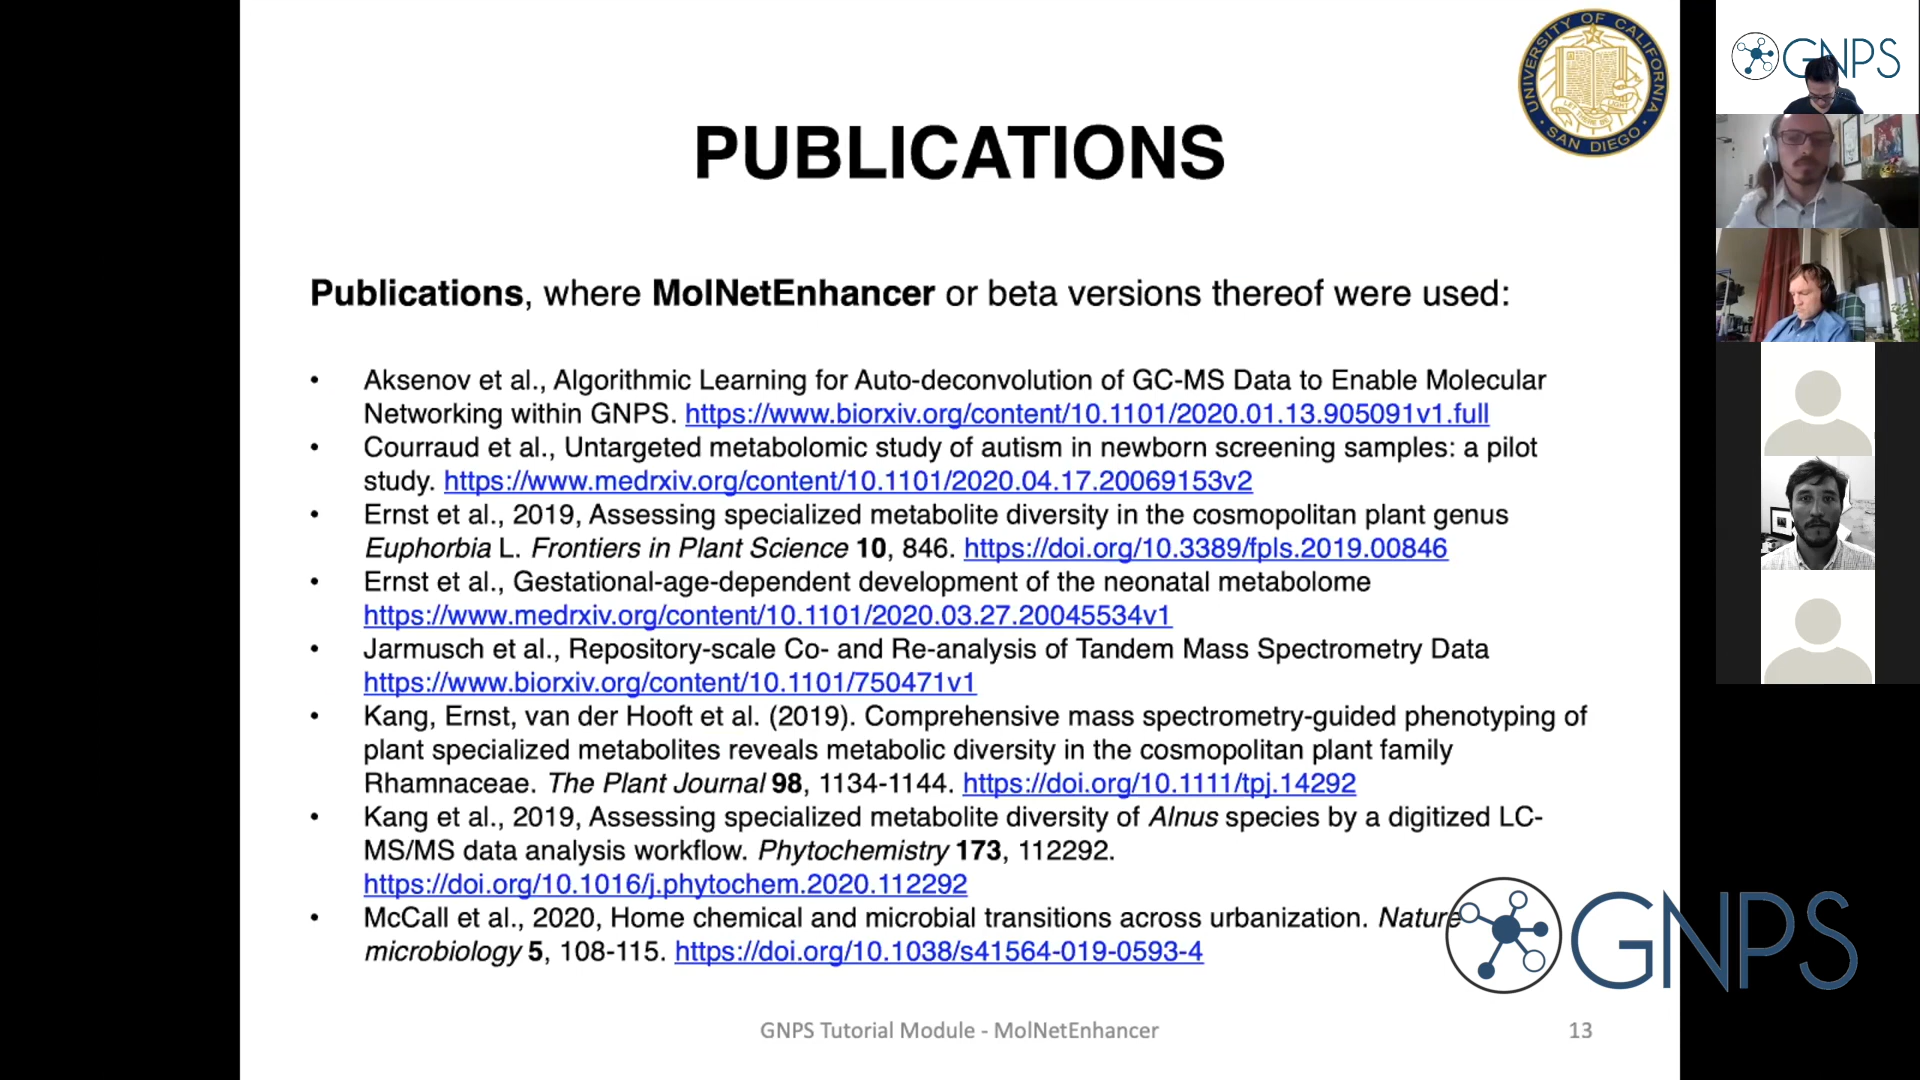 UNIVERSITY OF CALIFORNIA
SAN DIEGO
LET THERE BE LIGHT
GNPS
PUBLICATIONS
Publications, where MolNetEnhancer or beta versions thereof were used:
• Aksenov et al., Algorithmic Learning for Auto-deconvolution of GC-MS Data to Enable Molecular
Networking within GNPS. https://www.biorxiv.org/content/10.1101/2020.01.13.905091v1.full
• Courraud et al., Untargeted metabolomic study of autism in newborn screening samples: a pilot
study. https://www.medrxiv.org/content/10.1101/2020.04.17.20069153v2
• Ernst et al., 2019, Assessing specialized metabolite diversity in the cosmopolitan plant genus
Euphorbia L. Frontiers in Plant Science 10, 846. https://doi.org/10.3389/fpls.2019.00846
• Ernst et al., Gestational-age-dependent development of the neonatal metabolome
https://www.medrxiv.org/content/10.1101/2020.03.27.20045534v1
• Jarmusch et al., Repository-scale Co- and Re-analysis of Tandem Mass Spectrometry Data
https://www.biorxiv.org/content/10.1101/750471v1
• Kang, Ernst, van der Hooft et al. (2019). Comprehensive mass spectrometry-guided phenotyping of
plant specialized metabolites reveals metabolic diversity in the cosmopolitan plant family
Rhamnaceae. The Plant Journal 98, 1134-1144. https://doi.org/10.1111/tpj.14292
• Kang et al., 2019, Assessing specialized metabolite diversity of Alnus species by a digitized LC-
MS/MS data analysis workflow. Phytochemistry 173, 112292.
https://doi.org/10.1016/j.phytochem.2020.112292
• McCall et al., 2020, Home chemical and microbial transitions across urbanization. Nature
microbiology 5, 108-115. https://doi.org/10.1038/s41564-019-0593-4
GNPS
GNPS Tutorial Module - MolNetEnhancer
13